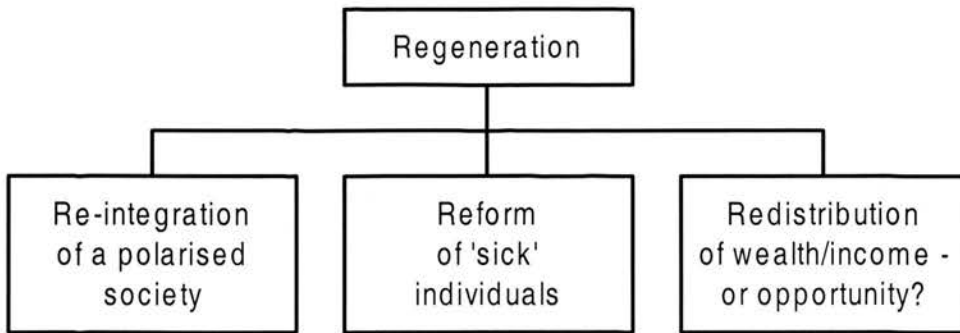 Regeneration
Re-integration
of a polarised
society
Reform
of 'sick'
individuals
Redistribution
of wealth/income -
or opportunity?